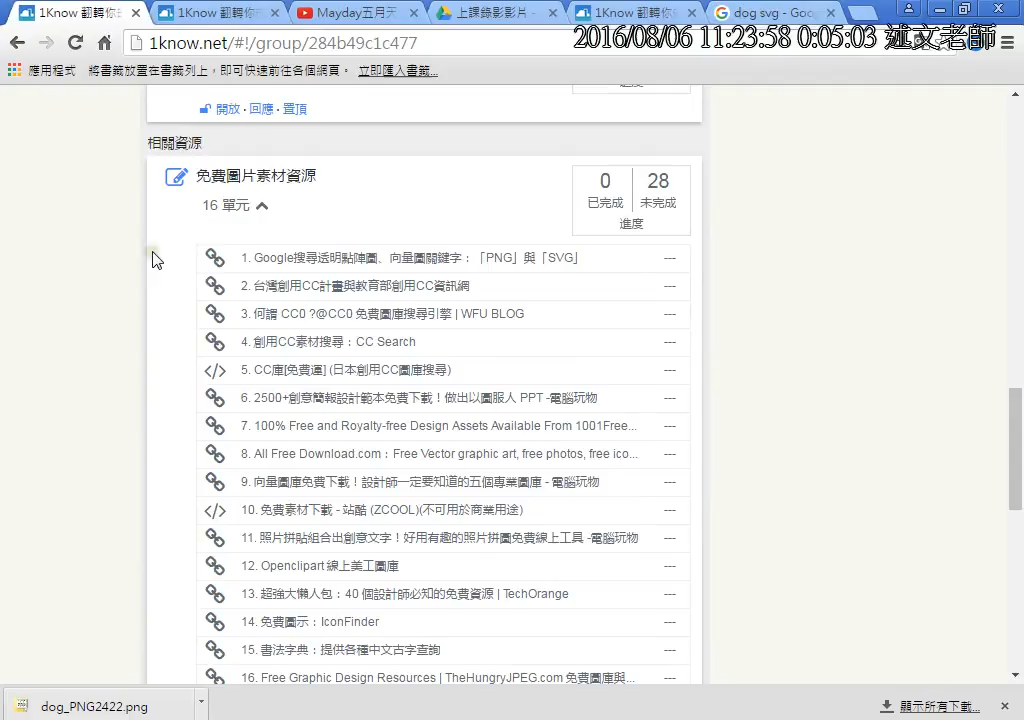 1Know 翻轉你
1Know 翻轉你
Mayday五月天
上課錄影影片 -
1Know 翻轉你
dog svg - Goo
1know.net/#!/group/284b49c1c477
2016/08/06 11:23:58 0:05:03 述文老師
應用程式 將書籤放置在書籤列上，即可快速前往各個網頁。 立即匯入書籤...
開放 · 回應 · 置頂
進度
相關資源
免費圖片素材資源
16 單元
0 28
已完成 未完成
進度
1. Google搜尋透明點陣圖、向量圖關鍵字：「PNG」與「SVG」 ---
2. 台灣創用CC計畫與教育部創用CC資訊網 ---
3. 何謂 CC0 ?@CC0 免費圖庫搜尋引擎 | WFU BLOG ---
4. 創用CC素材搜尋：CC Search ---
5. CC庫[免費運] (日本創用CC圖庫搜尋) ---
6. 2500+創意簡報設計範本免費下載！做出以圖服人 PPT -電腦玩物 ---
7. 100% Free and Royalty-free Design Assets Available From 1001Free... ---
8. All Free Download.com：Free Vector graphic art, free photos, free ico... ---
9. 向量圖庫免費下載！設計師一定要知道的五個專業圖庫 - 電腦玩物 ---
10. 免費素材下載 - 站酷 (ZCOOL)(不可用於商業用途) ---
11. 照片拼貼組合出創意文字！好用有趣的照片拼圖免費線上工具 -電腦玩物 ---
12. Openclipart 線上美工圖庫 ---
13. 超強大懶人包：40 個設計師必知的免費資源 | TechOrange ---
14. 免費圖示：IconFinder ---
15. 書法字典：提供各種中文古字查詢 ---
16. Free Graphic Design Resources | TheHungryJPEG.com 免費圖庫與... ---
dog_PNG2422.png
顯示所有下載...